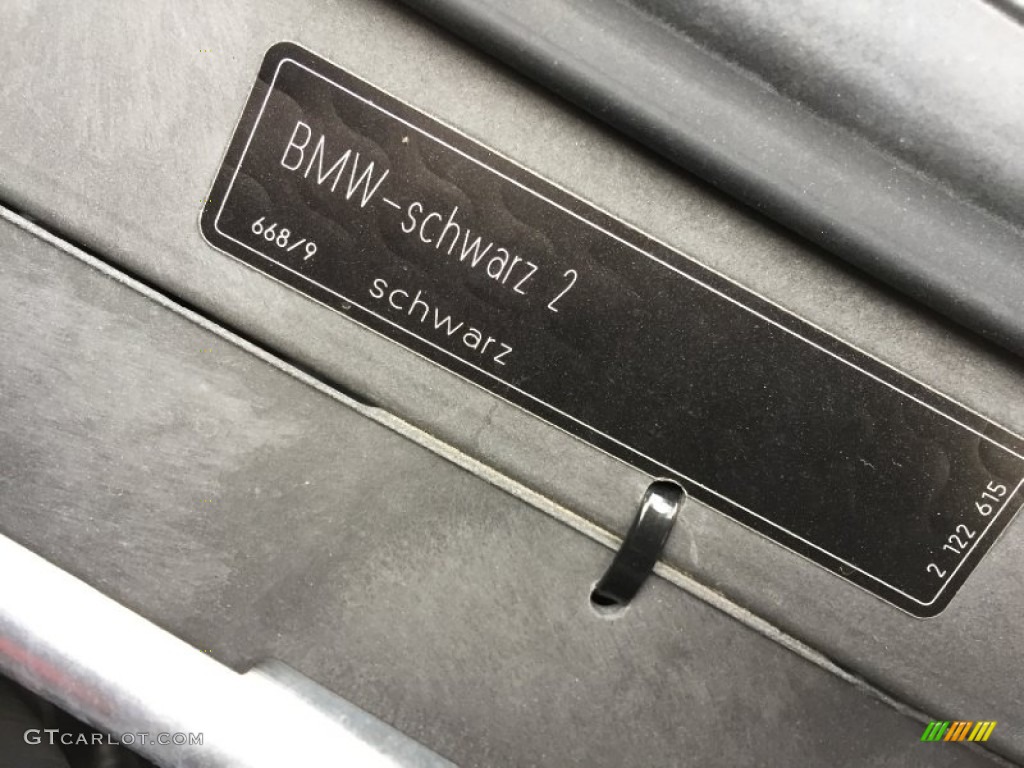 BMW-schwarz 2
668/9 schwarz
2 122 615
GTCARLOT.COM